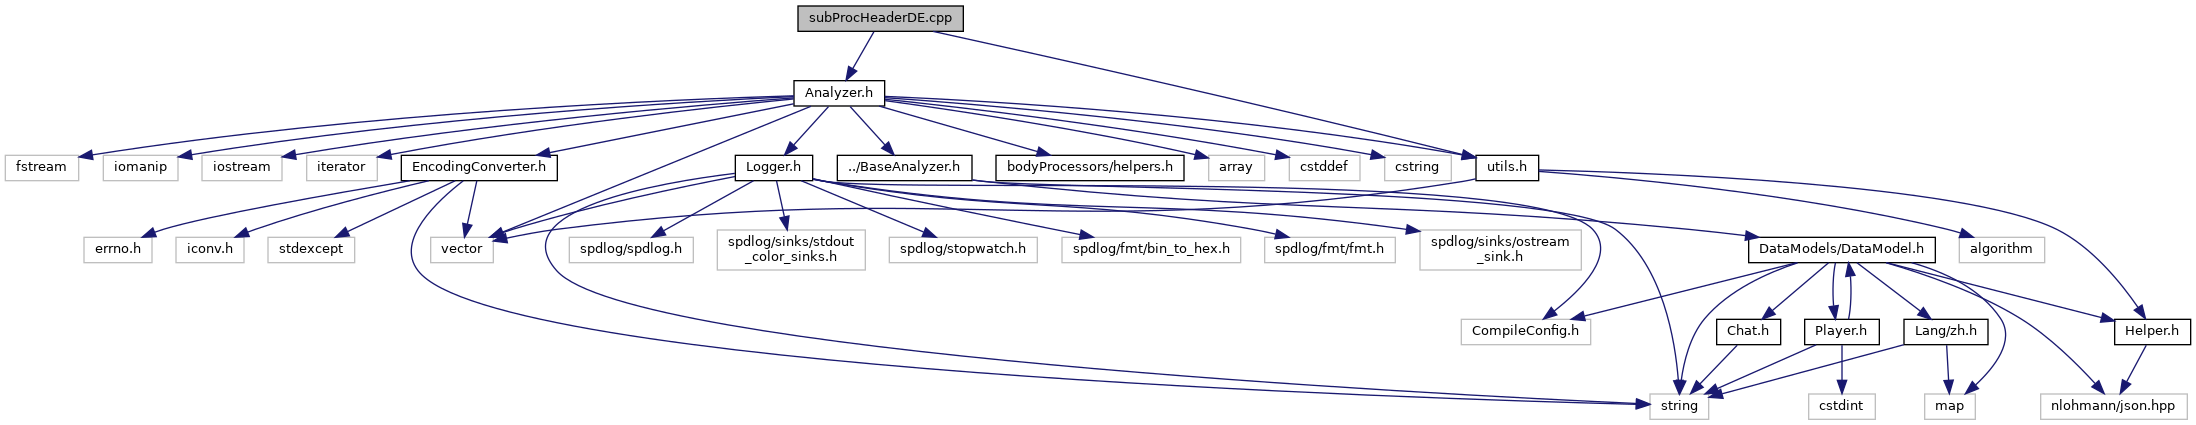 subProcHeaderDE.cpp
Analyzer.h
fstream
iomanip
iostream
iterator
EncodingConverter.h
Logger.h
../BaseAnalyzer.h
bodyProcessors/helpers.h
array
cstddef
cstring
utils.h
errno.h
iconv.h
stdexcept
vector
spdlog/spdlog.h
spdlog/sinks/stdout
_color_sinks.h
spdlog/stopwatch.h
spdlog/fmt/bin_to_hex.h
spdlog/fmt/fmt.h
spdlog/sinks/ostream
_sink.h
DataModels/DataModel.h
algorithm
CompileConfig.h
Chat.h
Player.h
Lang/zh.h
Helper.h
string
cstdint
map
nlohmann/json.hpp